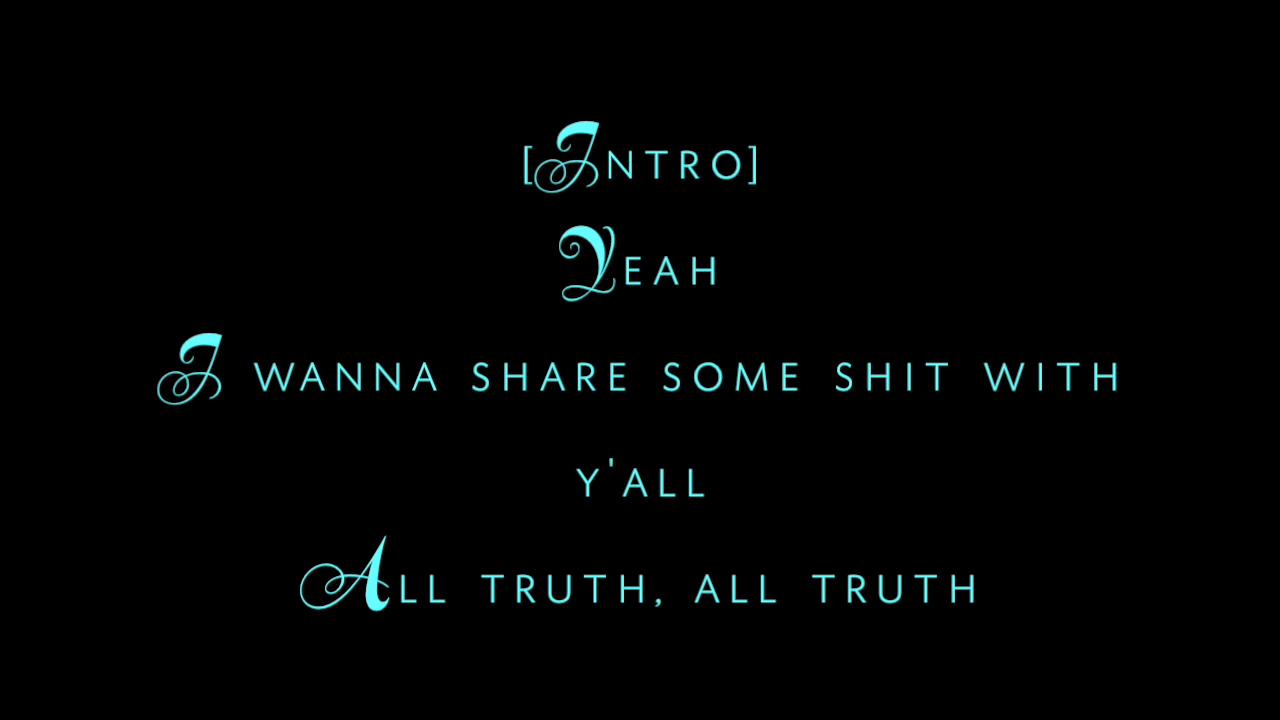 [Intro]
Yeah
I wanna share some shit with
y'all
All truth, all truth